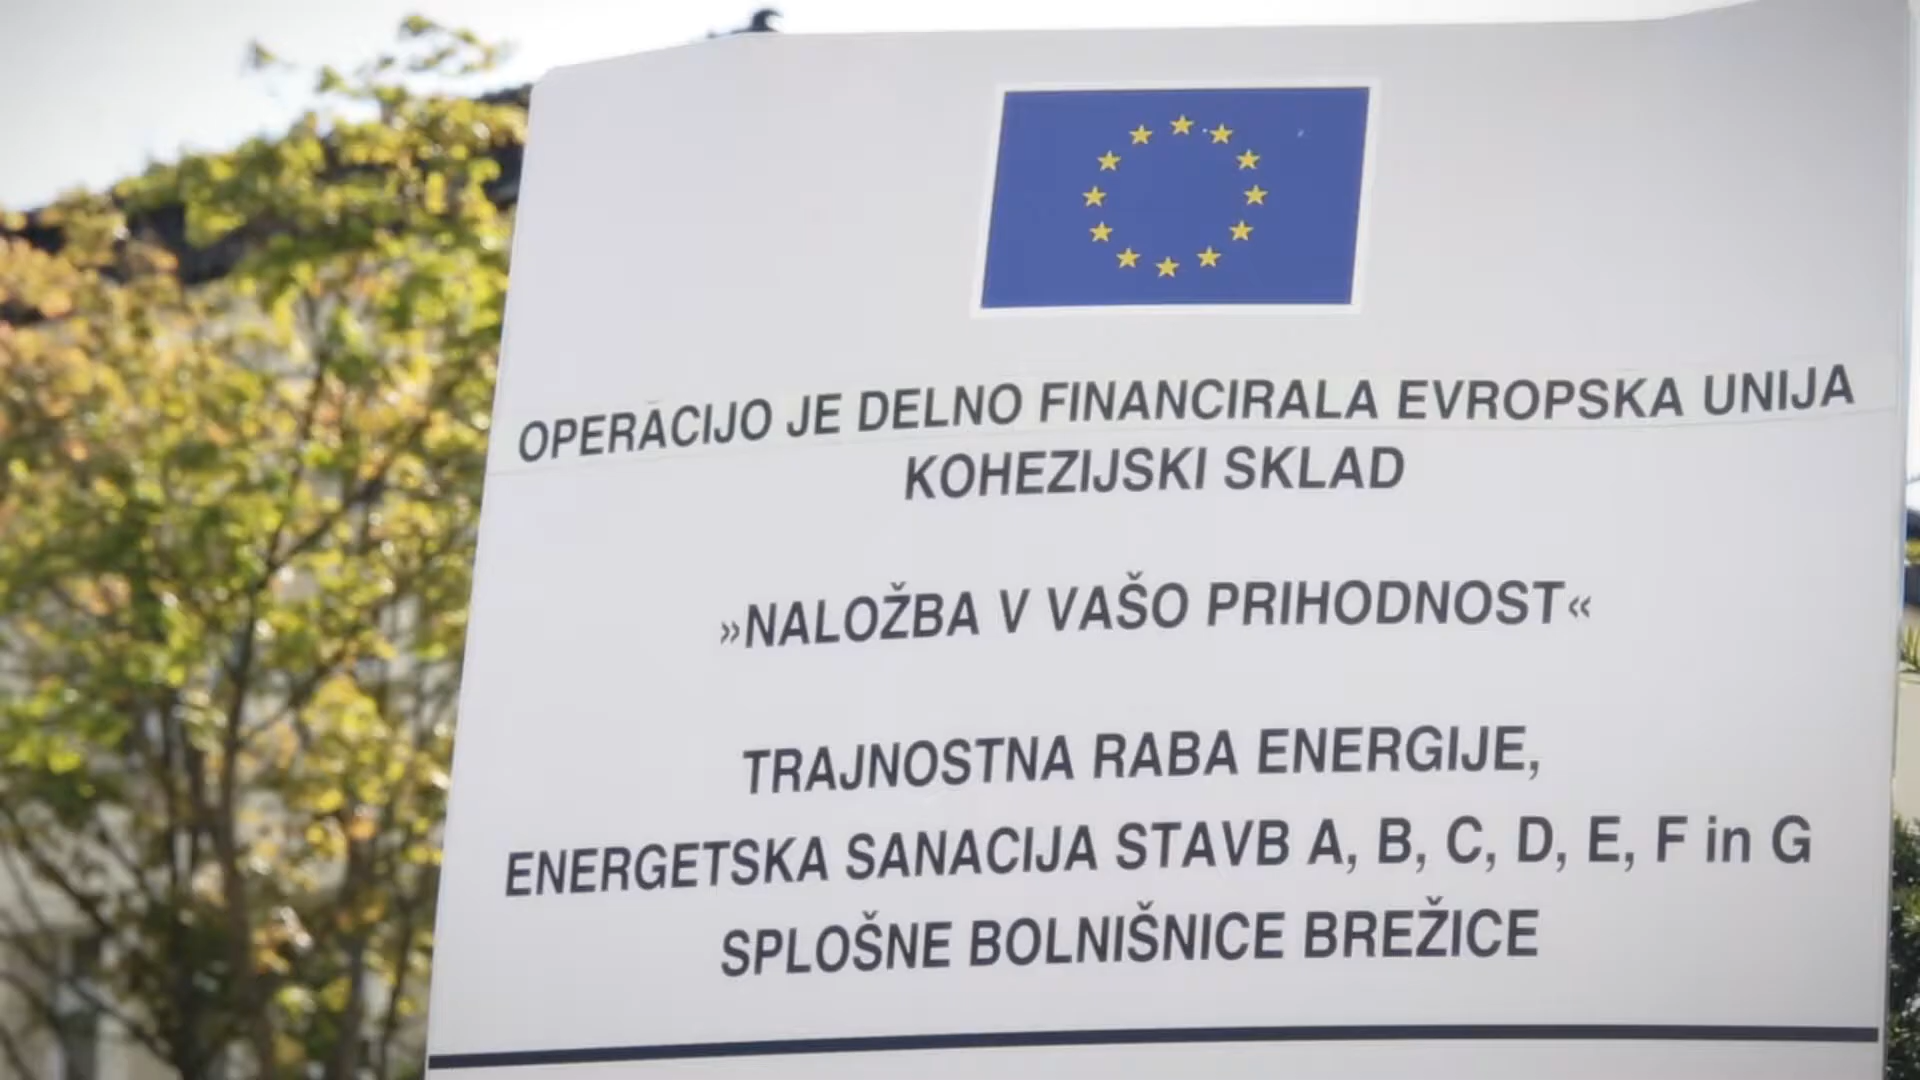 OPERACIJO JE DELNO FINANCIRALA EVROPSKA UNIJA
KOHEZIJSKI SKLAD
»NALOŽBA V VAŠO PRIHODNOST«
TRAJNOSTNA RABA ENERGIJE,
ENERGETSKA SANACIJA STAVB A, B, C, D, E, F in G
SPLOŠNE BOLNIŠNICE BREŽICE